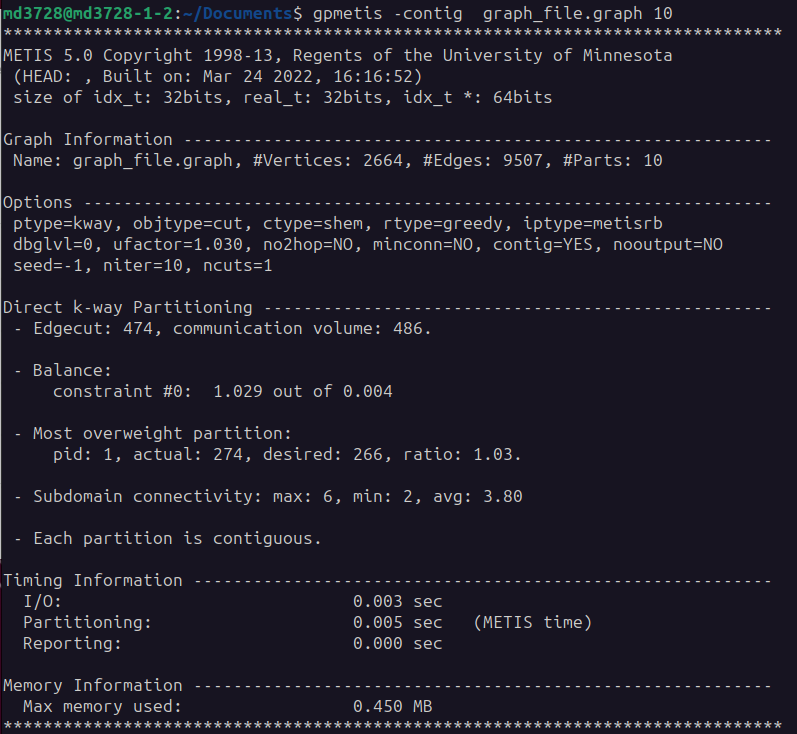 md3728@md3728-1-2:~/Documents$ gpmetis -contig  graph_file.graph 10
******************************************************************************
METIS 5.0 Copyright 1998-13, Regents of the University of Minnesota
 (HEAD: , Built on: Mar 24 2022, 16:16:52)
 size of idx_t: 32bits, real_t: 32bits, idx_t *: 64bits

Graph Information -----------------------------------------------------------
 Name: graph_file.graph, #Vertices: 2664, #Edges: 9507, #Parts: 10

Options ---------------------------------------------------------------------
 ptype=kway, objtype=cut, ctype=shem, rtype=greedy, iptype=metisrb
 dbglvl=0, ufactor=1.030, no2hop=NO, minconn=NO, contig=YES, nooutput=NO
 seed=-1, niter=10, ncuts=1

Direct k-way Partitioning ---------------------------------------------------
 - Edgecut: 474, communication volume: 486.

 - Balance:
     constraint #0:  1.029 out of 0.004

 - Most overweight partition:
     pid: 1, actual: 274, desired: 266, ratio: 1.03.

 - Subdomain connectivity: max: 6, min: 2, avg: 3.80

 - Each partition is contiguous.

Timing Information ----------------------------------------------------------
  I/O:                             0.003 sec
  Partitioning:                    0.005 sec   (METIS time)
  Reporting:                       0.000 sec

Memory Information ----------------------------------------------------------
  Max memory used:                 0.450 MB
******************************************************************************